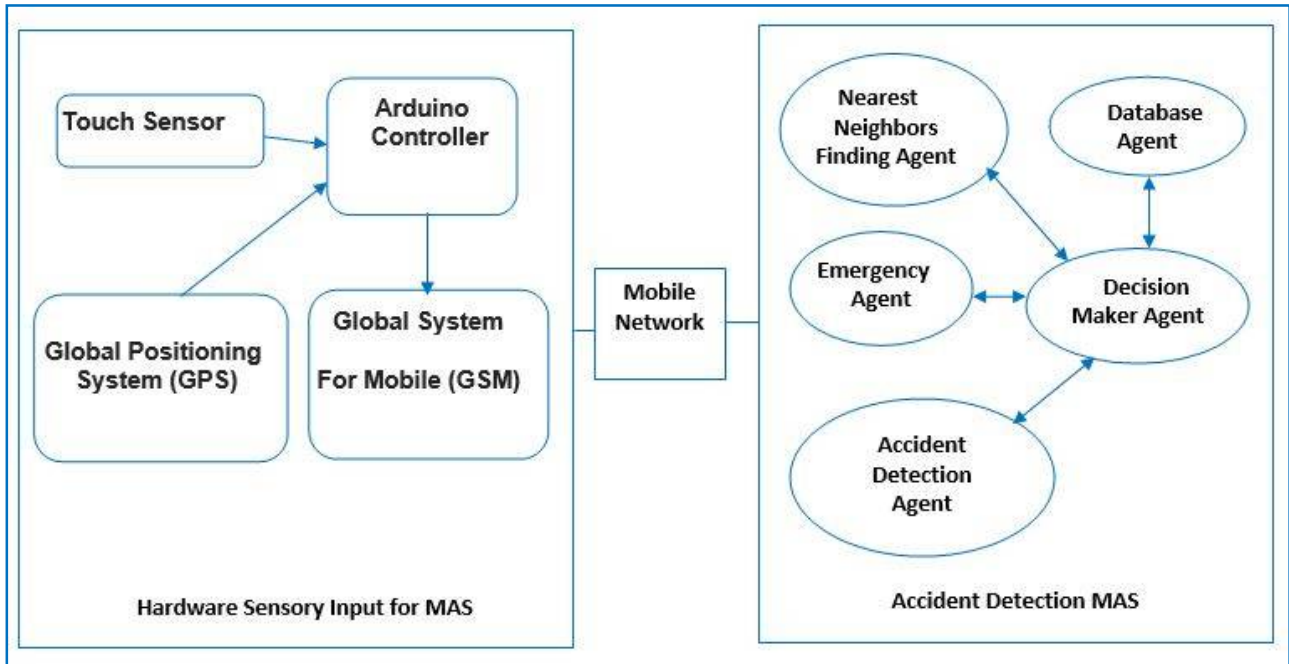 Touch Sensor
Arduino
Controller
Global Positioning
System (GPS)
Global System
For Mobile (GSM)
Hardware Sensory Input for MAS
Mobile
Network
Nearest
Neighbors
Finding Agent
Database
Agent
Emergency
Agent
Decision
Maker Agent
Accident
Detection
Agent
Accident Detection MAS